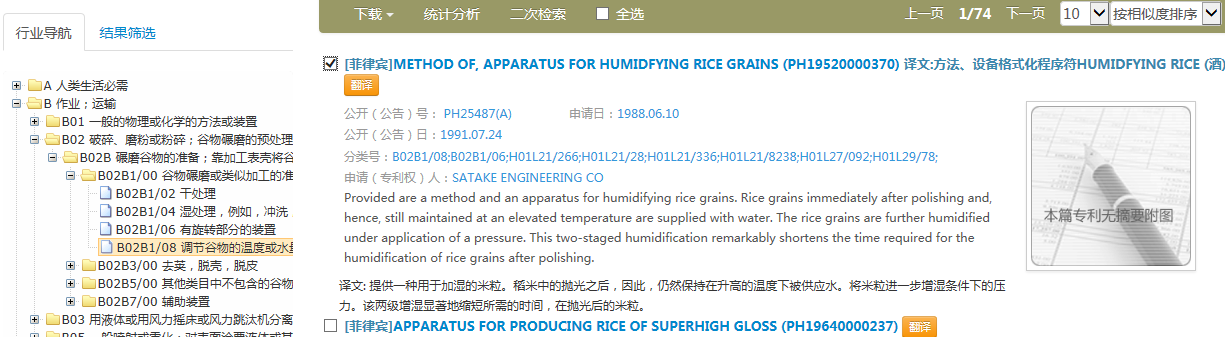 行业导航
结果筛选
A 人类生活必需
B 作业；运输
B01 一般的物理或化学的方法或装置
B02 破碎、磨粉或粉碎；谷物碾磨的预处理
B02B 碾磨谷物的准备；靠加工表壳将谷
B02B1/00 谷物碾磨或类似加工的准
B02B1/02 干处理
B02B1/04 湿处理，例如，冲洗
B02B1/06 有旋转部分的装置
B02B1/08 调节谷物的温度或水
B02B3/00 去英，脱壳，脱皮
B02B5/00 其他类目中不包含的谷物
B02B7/00 辅助装置
B03 用液体或用风力摇床或风力跳汰机分离
下载 统计分析 二次检索 全选 上一页 1/74 下一页 10 按相似度排序
[菲律宾]METHOD OF, APPARATUS FOR HUMIDFYING RICE GRAINS (PH19520000370) 译文:方法、设备格式化程序符HUMIDFYING RICE (酒)
翻译
公开（公告）号： PH25487(A) 申请日：1988.06.10
公开（公告）日：1991.07.24
分类号：B02B1/08;B02B1/06;H01L21/266;H01L21/28;H01L21/336;H01L21/8238;H01L27/092;H01L29/78;
申请（专利权）人：SATAKE ENGINEERING CO
Provided are a method and an apparatus for humidifying rice grains. Rice grains immediately after polishing and,
hence, still maintained at an elevated temperature are supplied with water. The rice grains are further humidified
under application of a pressure. This two-staged humidification remarkably shortens the time required for the
humidification of rice grains after polishing.
本篇专利无摘要附图
译文: 提供一种用于加湿的米粒。稻米中的抛光之后，因此，仍然保持在升高的温度下被供应水。将米粒进一步增湿条件下的压
力。该两级增湿显著地缩短所需的时间，在抛光后的米粒。
[菲律宾]APPARATUS FOR PRODUCING RICE OF SUPERHIGH GLOSS (PH19640000237) 翻译